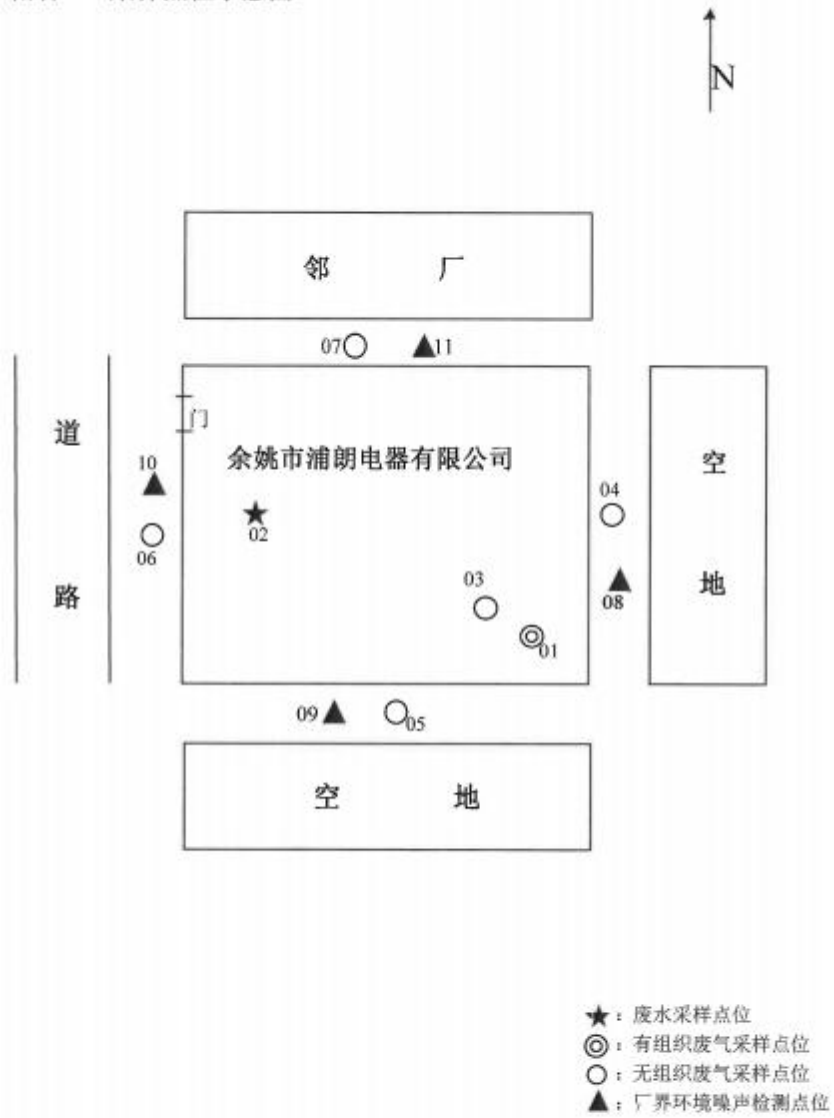 N
邻 厂
07 11
门
道
路
余姚市浦朗电器有限公司
10
06
02
03
01
04
08
空
地
09 05
空 地
★：废水采样点位
◎：有组织废气采样点位
○：无组织废气采样点位
▲：厂界环境噪声检测点位